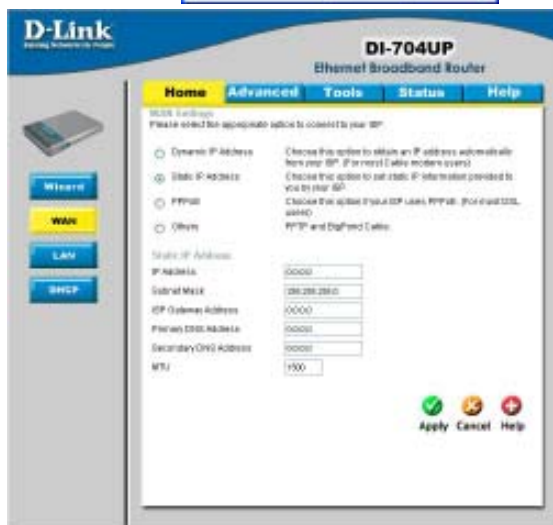 D-Link
Building Networks for People
DI-704UP
Ethernet Broadband Router
Home Advanced Tools Status Help
WAN Settings
Please select the appropriate option to connect to your ISP.
Dynamic IP Address Choose this option to obtain an IP address automatically from your ISP. (For most Cable modem users)
Static IP Address Choose this option to set static IP information provided to you by your ISP.
PPPoE Choose this option if your ISP uses PPPoE. (For most DSL users)
Others PPTP and BigPond Cable
Wizard
WAN
LAN
DHCP
Static IP Address
IP Address 0.0.0.0
Subnet Mask 255.255.255.0
ISP Gateway Address 0.0.0.0
Primary DNS Address 0.0.0.0
Secondary DNS Address 0.0.0.0
MTU 1500
Apply Cancel Help